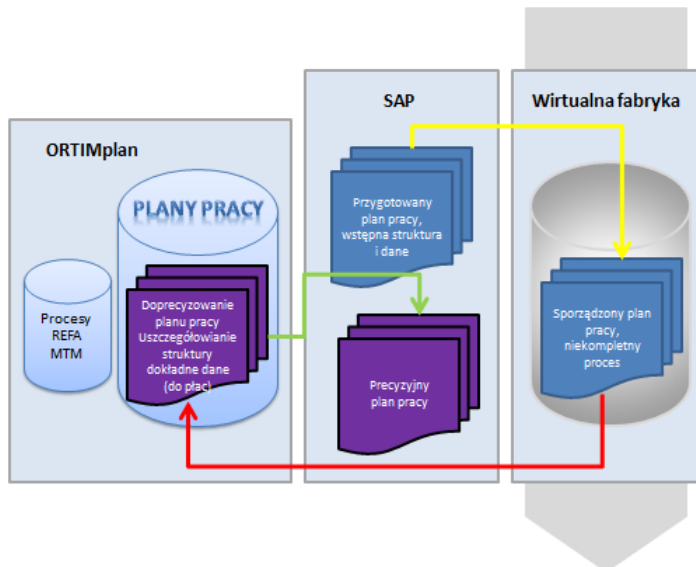 SAP
Wirtualna fabryka
ORTIMplan
PLANY PRACY
Przygotowany
plan pracy,
wstępna struktura
i dane
Procesy
REFA
MTM
Doprecyzowanie
planu pracy
Uszczegółowianie
struktury
dokładne dane
(do płac)
Precyzyjny
plan pracy
Sporządzony plan
pracy,
niekompletny
proces